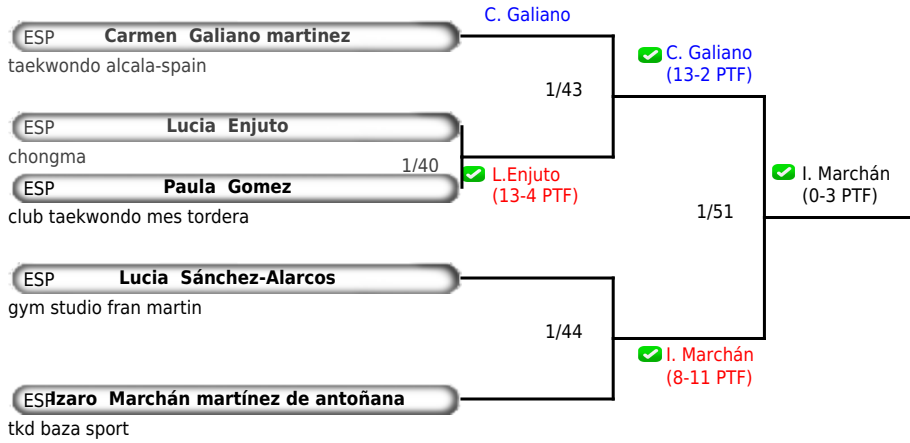 C. Galiano
ESP Carmen Galiano martinez
taekwondo alcala-spain
C. Galiano
(13-2 PTF)
1/43
ESP Lucia Enjuto
chongma
1/40
L.Enjuto
(13-4 PTF)
ESP Paula Gomez
club taekwondo mes tordera
I. Marchán
(0-3 PTF)
1/51
ESP Lucia Sánchez-Alarcos
gym studio fran martin
1/44
I. Marchán
(8-11 PTF)
ESP Izaro Marchán martínez de antoñana
tkd baza sport